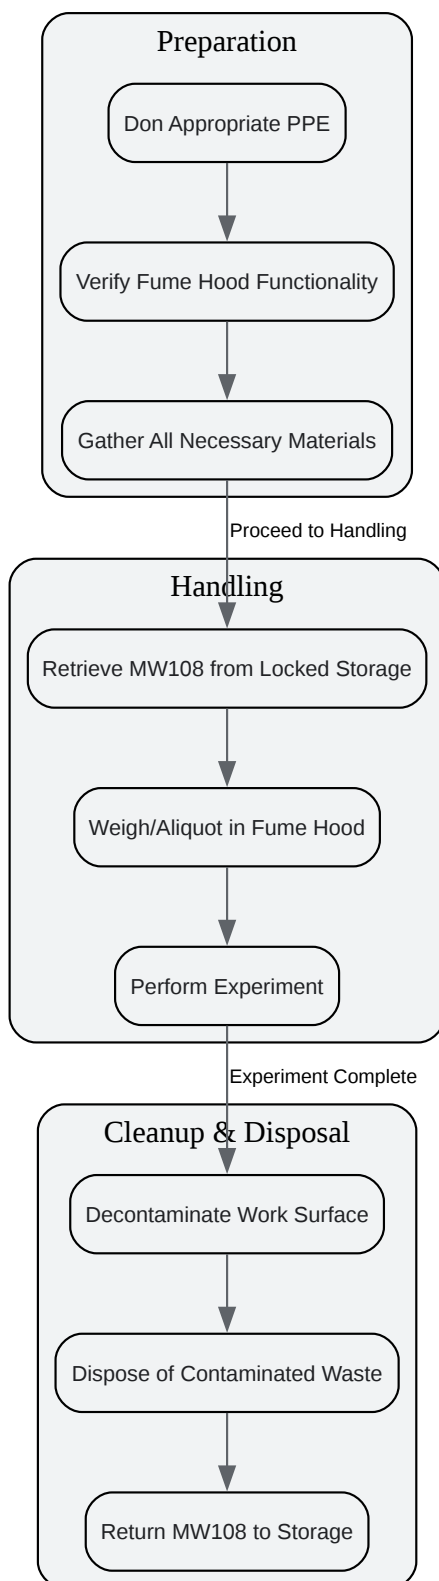 Preparation
Don Appropriate PPE
Verify Fume Hood Functionality
Gather All Necessary Materials
Proceed to Handling
Handling
Retrieve MW108 from Locked Storage
Weigh/Aliquot in Fume Hood
Perform Experiment
Experiment Complete
Cleanup & Disposal
Decontaminate Work Surface
Dispose of Contaminated Waste
Return MW108 to Storage